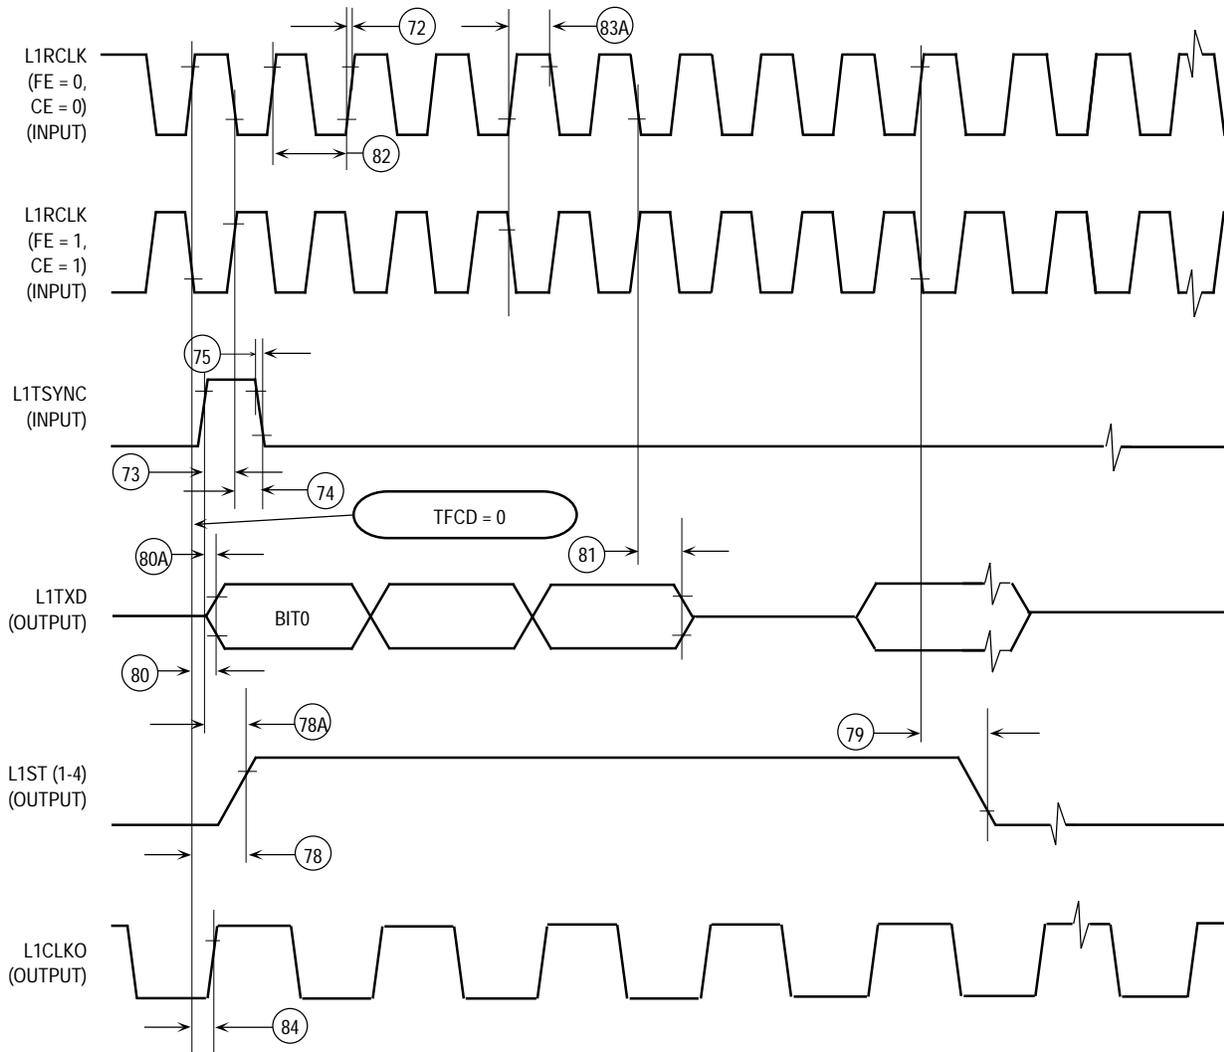 72
83A
L1RCLK
(FE = 0,
CE = 0)
(INPUT)
82
L1RCLK
(FE = 1,
CE = 1)
(INPUT)
75
L1TSYNC
(INPUT)
73
74
TFCD = 0
80A
81
L1TXD
(OUTPUT)
BIT0
80
78A
79
L1ST (1-4)
(OUTPUT)
78
L1CLKO
(OUTPUT)
84